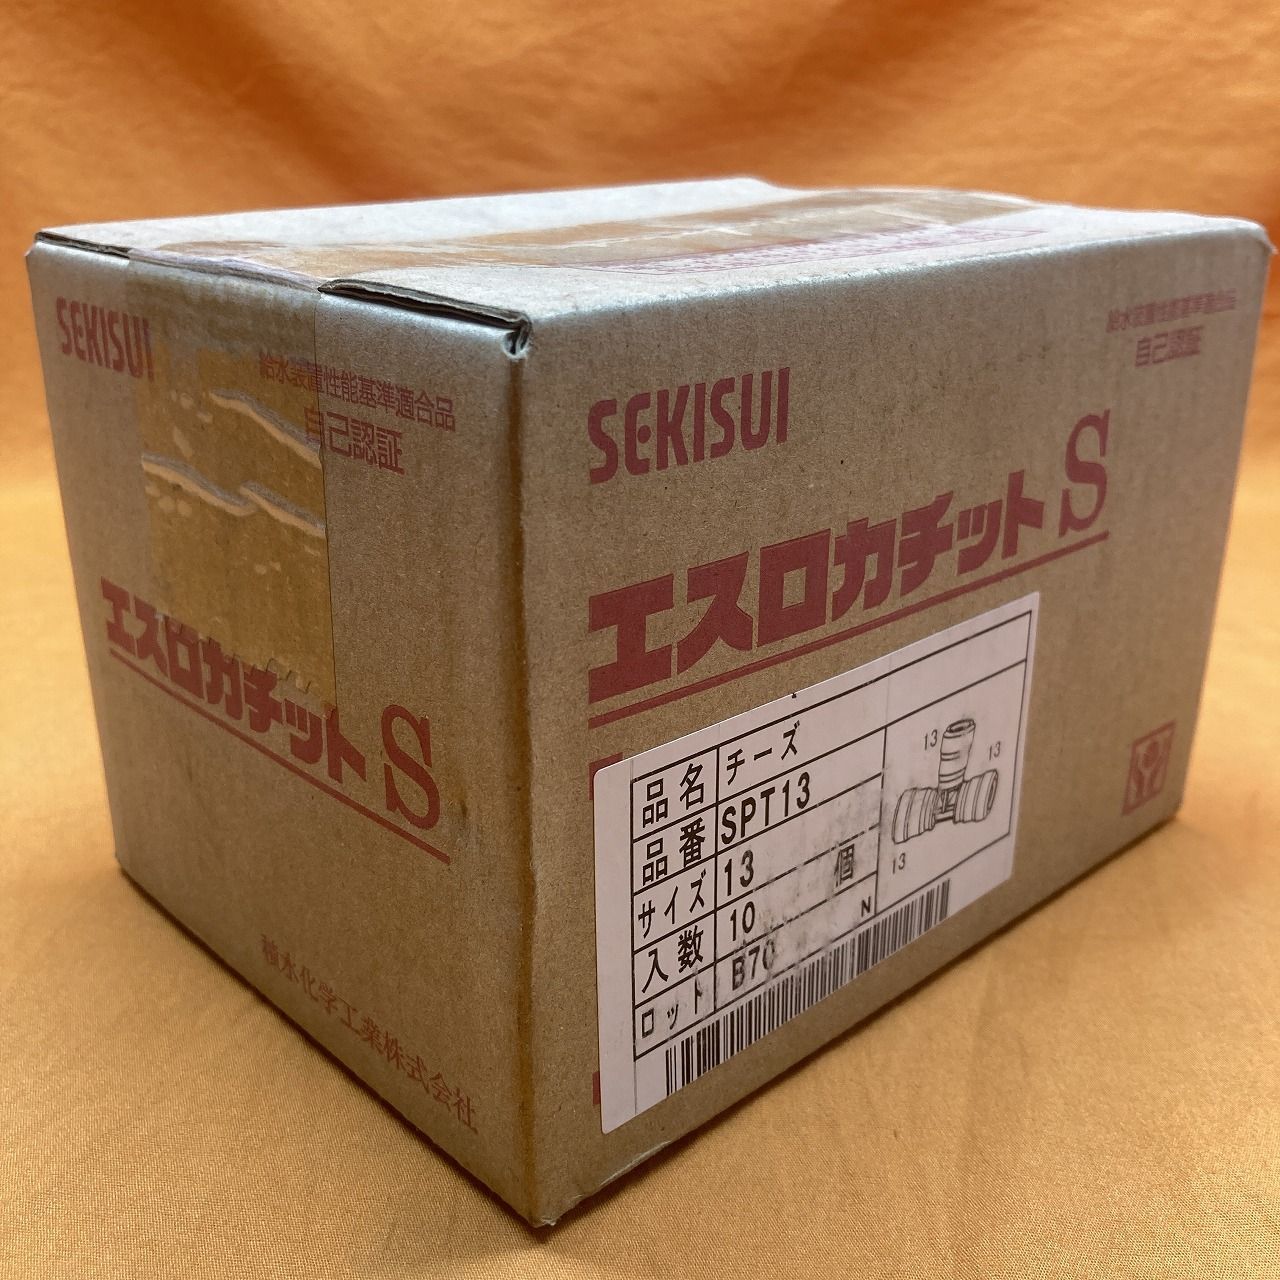 SEKISUI
給水装置性能基準適合品
自己認証
エスロカチット S
積水化学工業株式会社
給水装置性能基準適合品
自己認証
SEKISUI
エスロカチット S
品名 チーズ
品番 SPT13
サイズ 13
入数 10 個
ロット B70
N
13
13
13